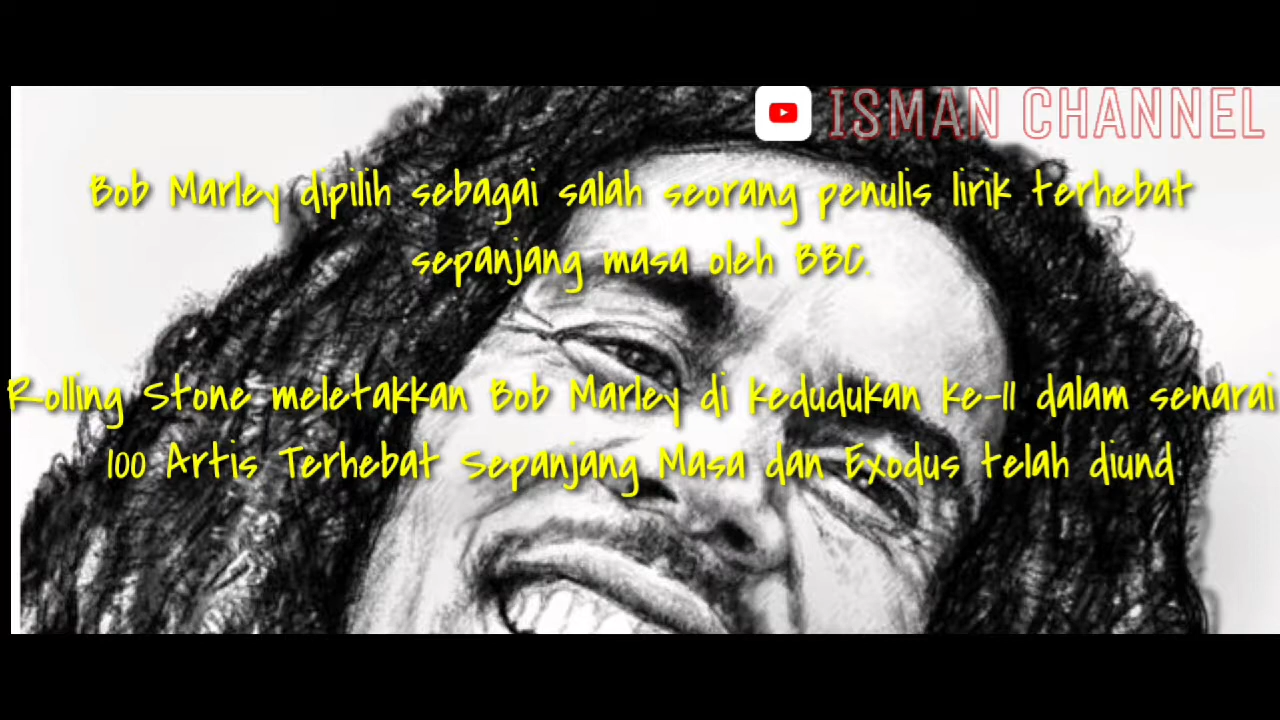 ISMAN CHANNEL
Bob Marley dipilih sebagai salah seorang penulis lirik terhebat
sepanjang masa oleh BBC.
Rolling Stone meletakkan Bob Marley di kedudukan ke-11 dalam senarai
100 Artis Terhebat Sepanjang Masa dan Exodus telah diund